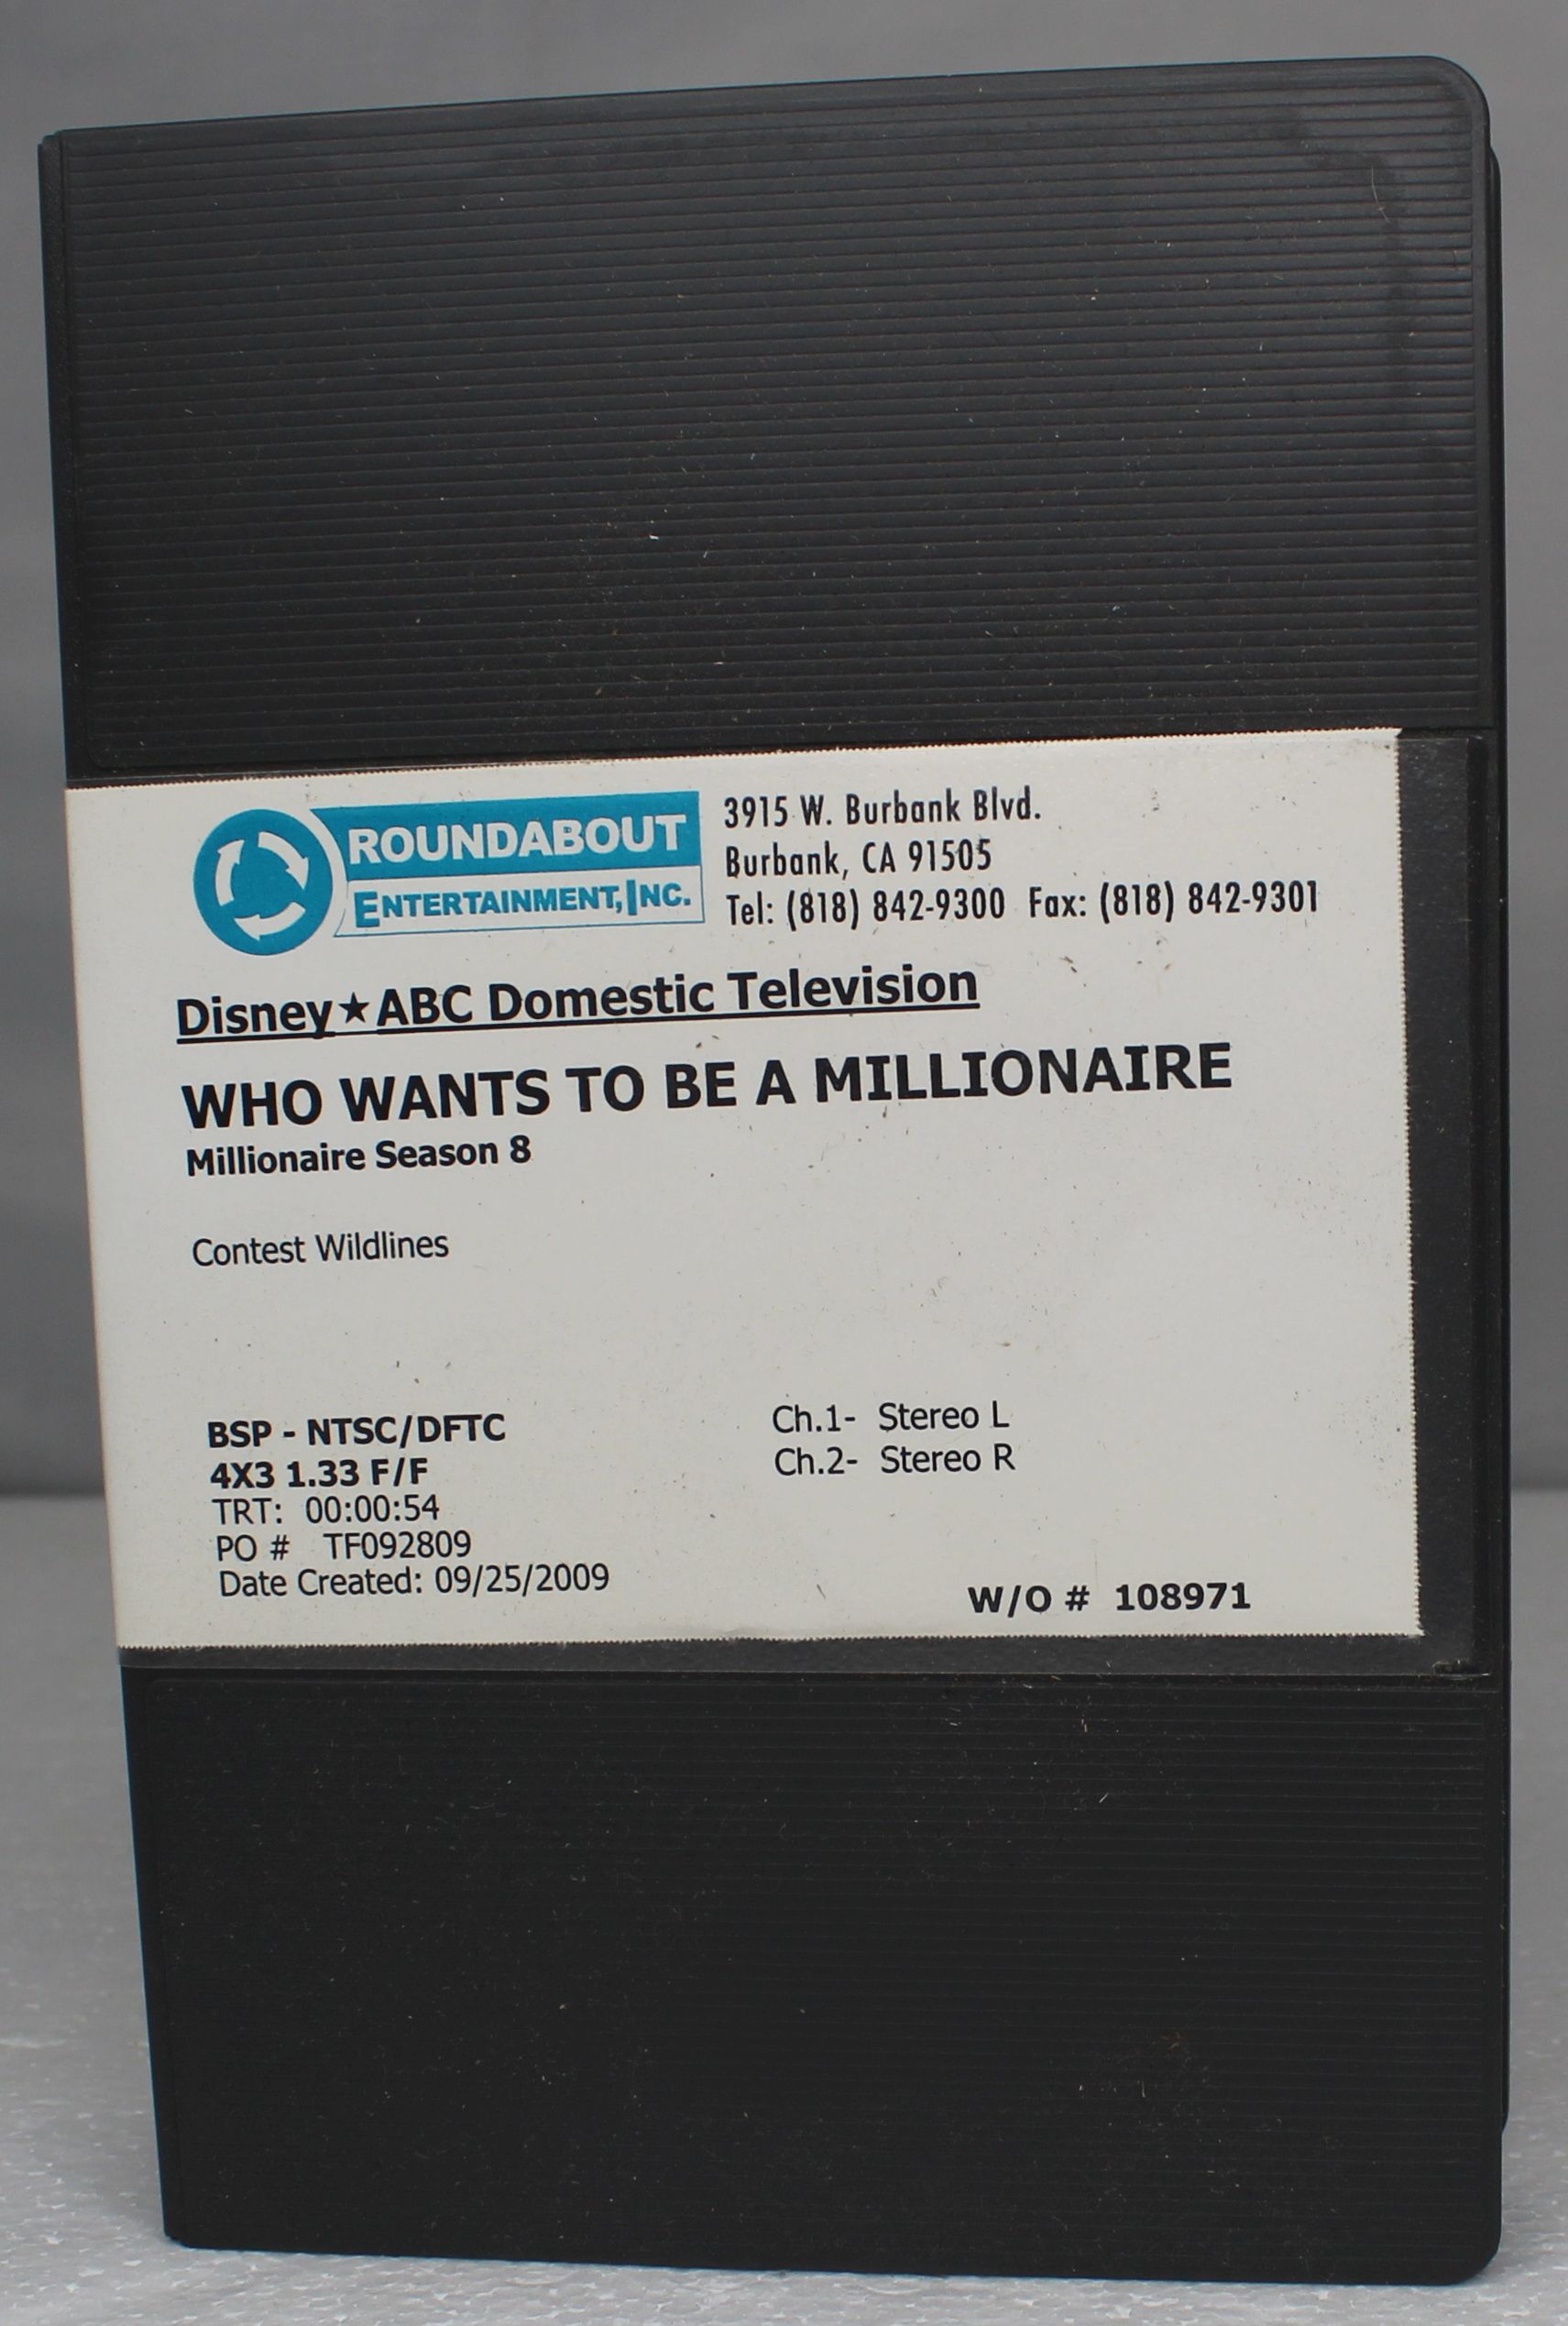 ROUNDABOUT
ENTERTAINMENT, INC.
3915 W. Burbank Blvd.
Burbank, CA 91505
Tel: (818) 842-9300 Fax: (818) 842-9301
Disney★ABC Domestic Television
WHO WANTS TO BE A MILLIONAIRE
Millionaire Season 8
Contest Wildlines
BSP - NTSC/DFTC
4X3 1.33 F/F
TRT: 00:00:54
PO # TF092809
Date Created: 09/25/2009
Ch.1- Stereo L
Ch.2- Stereo R
W/O # 108971